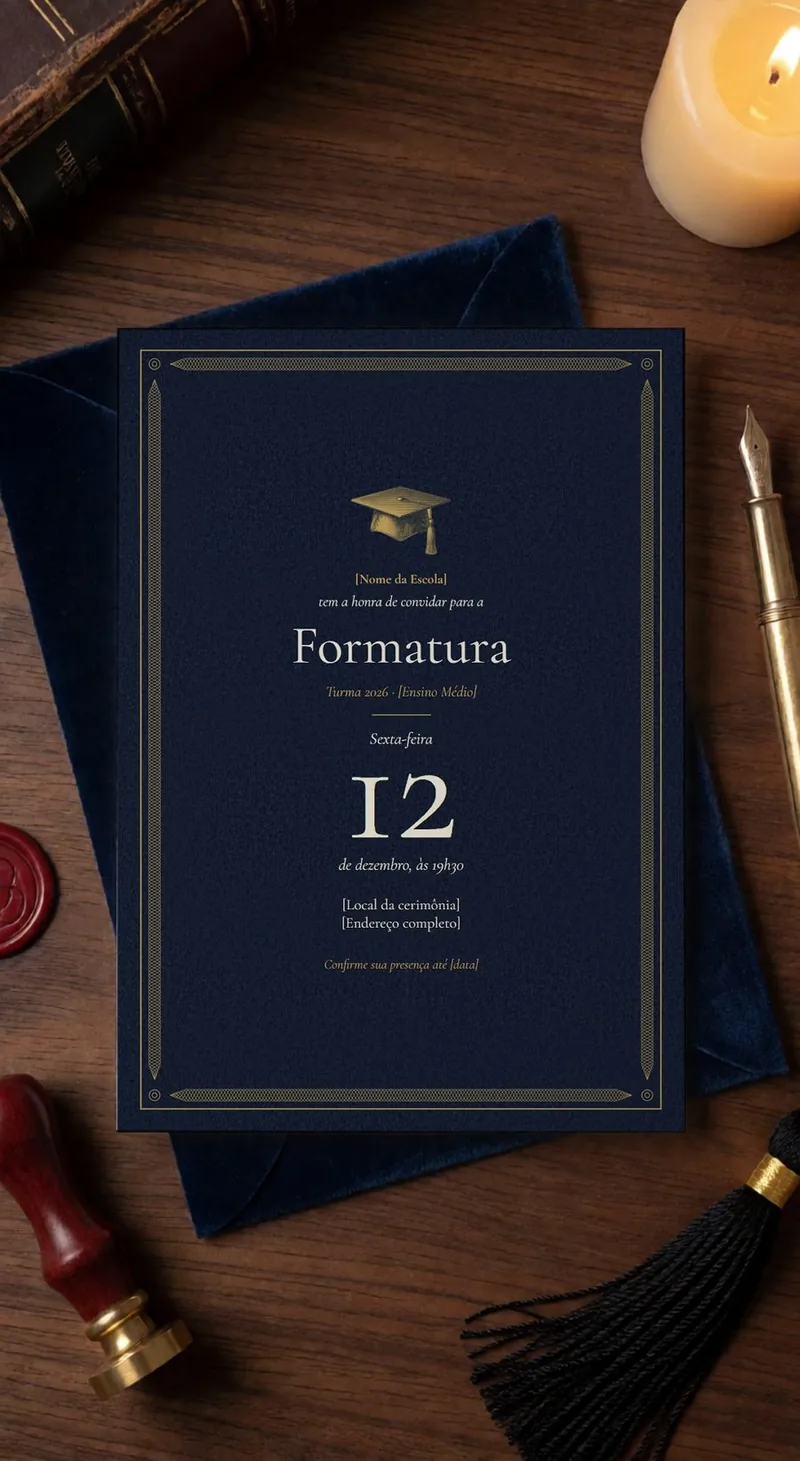 [Nome da Escola]
tem a honra de convidar para a
Formatura
Turma 2026 · [Ensino Médio]
Sexta-feira
12
de dezembro, às 19h30
[Local da cerimônia]
[Endereço completo]
Confirme sua presença até [data]